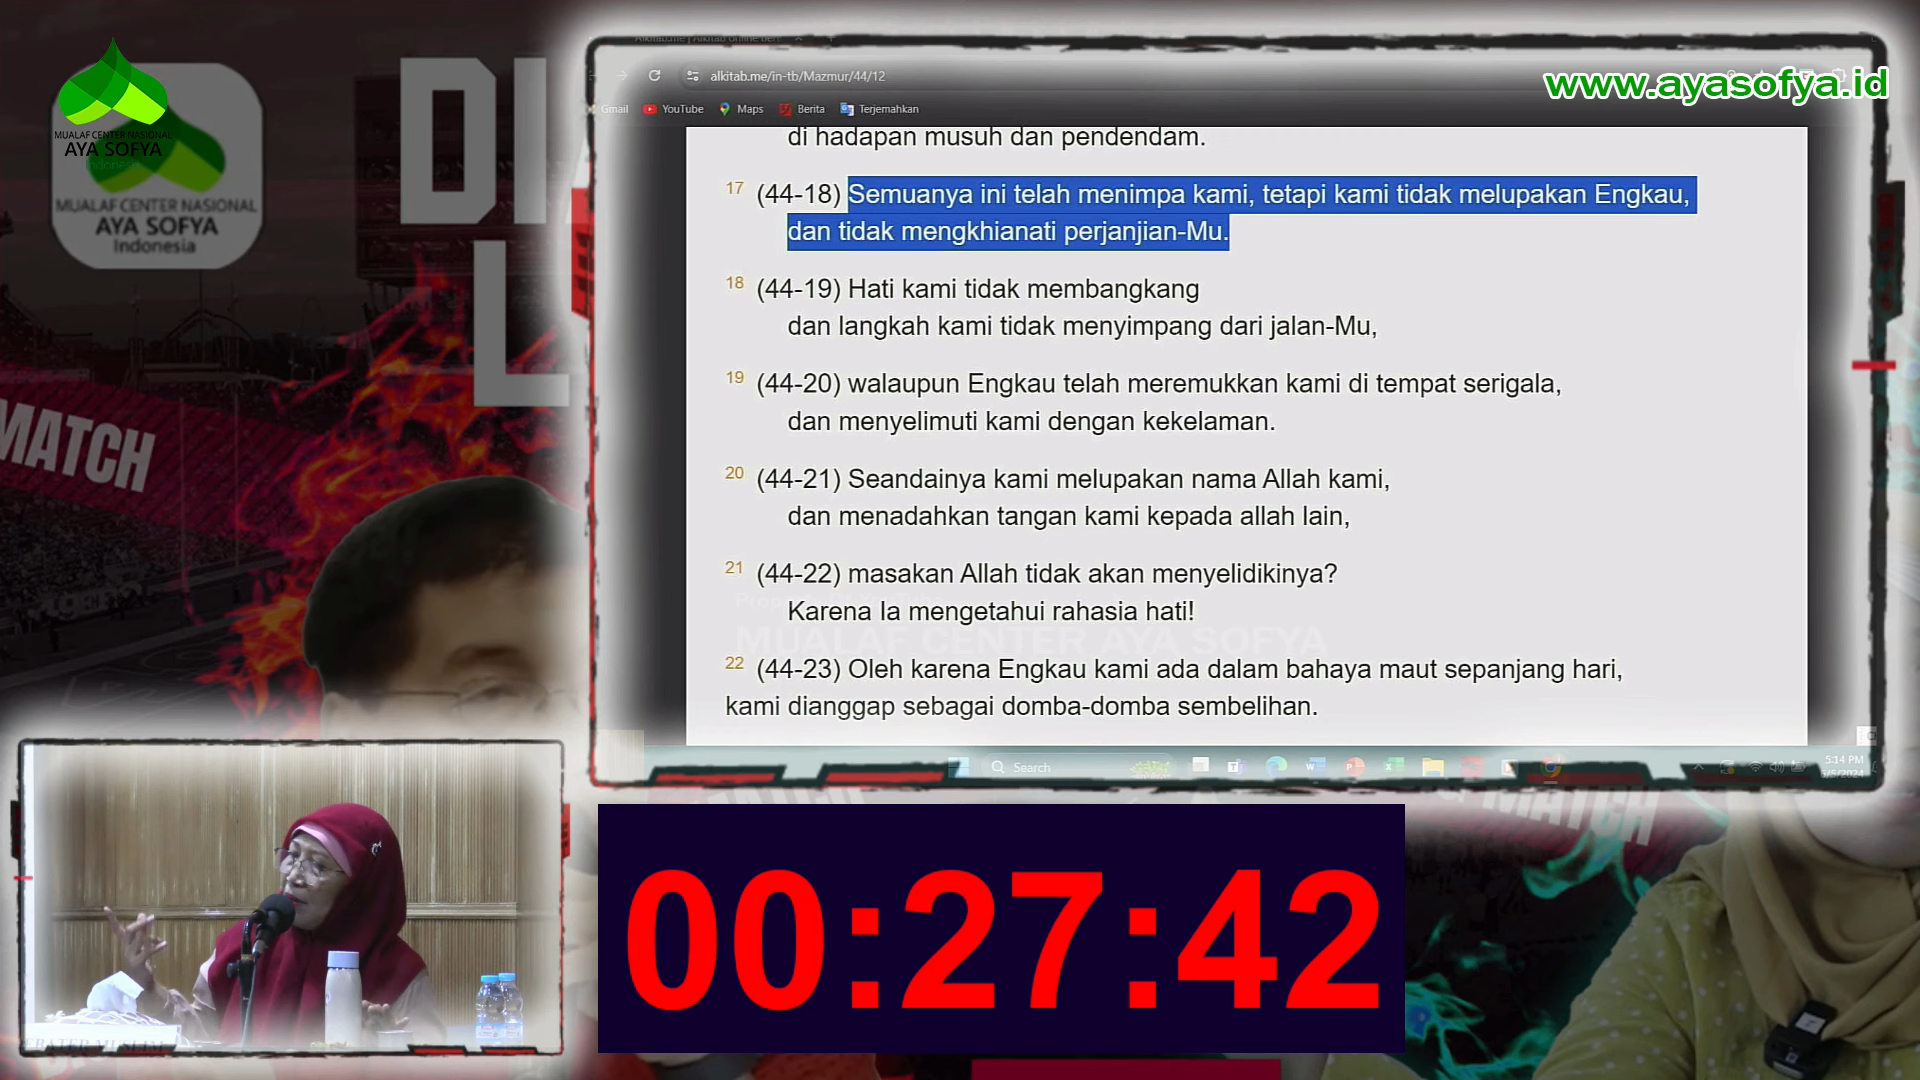 MUALAF CENTER NASIONAL
AYA SOFYA
Indonesia
MUALAF CENTER NASIONAL
AYA SOFYA
Indonesia
DI
L
MATCH
alkitab.me/in-tb/Mazmur/44/12
www.ayasofya.id
Gmail YouTube Maps Berita Terjemahkan
di hadapan musuh dan pendendam.
17 (44-18) Semuanya ini telah menimpa kami, tetapi kami tidak melupakan Engkau,
dan tidak mengkhianati perjanjian-Mu.
18 (44-19) Hati kami tidak membangkang
dan langkah kami tidak menyimpang dari jalan-Mu,
19 (44-20) walaupun Engkau telah meremukkan kami di tempat serigala,
dan menyelimuti kami dengan kekelaman.
20 (44-21) Seandainya kami melupakan nama Allah kami,
dan menadahkan tangan kami kepada allah lain,
21 (44-22) masakan Allah tidak akan menyelidikinya?
Karena Ia mengetahui rahasia hati!
MUALAF CENTER AYA SOFYA
22 (44-23) Oleh karena Engkau kami ada dalam bahaya maut sepanjang hari,
kami dianggap sebagai domba-domba sembelihan.
Search
5:14 PM
00:27:42
MATCH